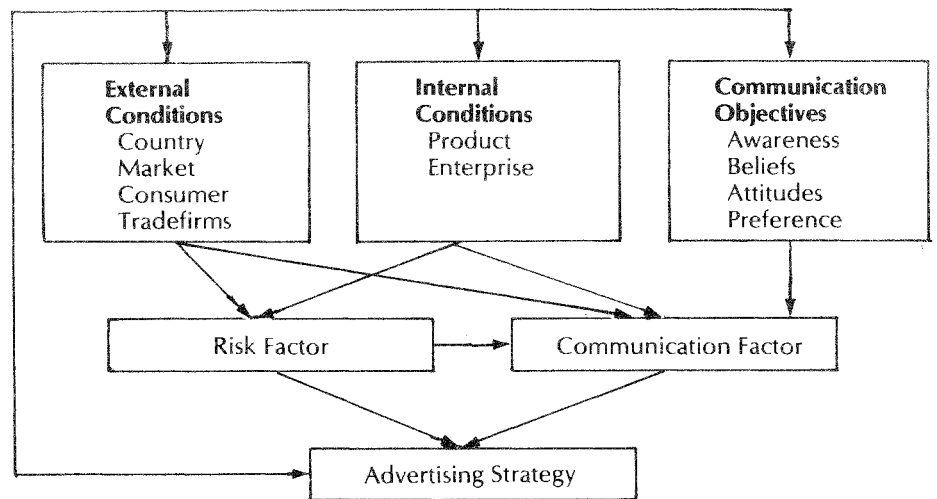 External
Conditions
Country
Market
Consumer
Tradefirms
Internal
Conditions
Product
Enterprise
Communication
Objectives
Awareness
Beliefs
Attitudes
Preference
Risk Factor
Communication Factor
Advertising Strategy